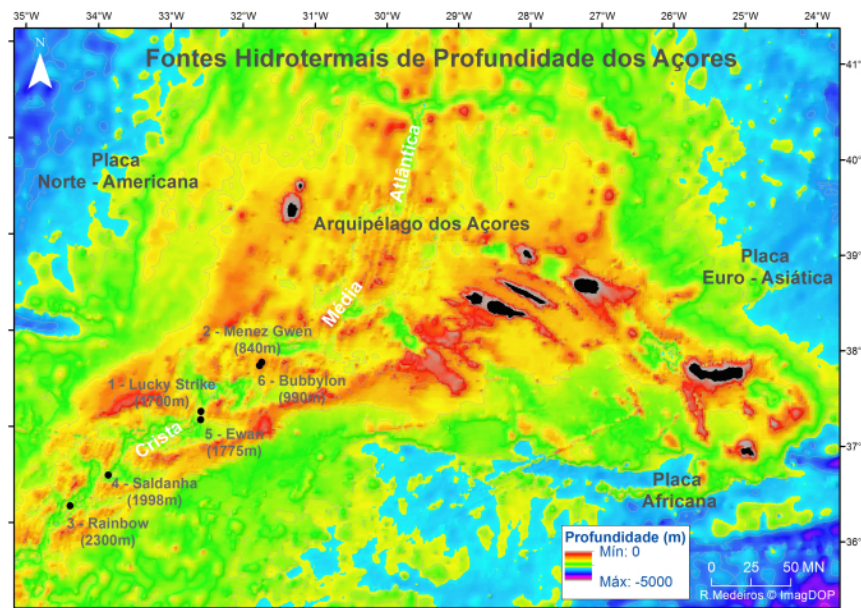 35°W 34°W 33°W 32°W 31°W 30°W 29°W 28°W 27°W 26°W 25°W 24°W
N
Fontes Hidrotermais de Profundidade dos Açores
41°
40°
40°
38°
37°
36°
Placa
Norte - Americana
Atlântica
Arquipélago dos Açores
Placa
Euro - Asiática
Média
2 - Menez Gwen
(840m)
1 - Lucky Strike
(1700m)
6 - Bubbylon
(990m)
Crista
5 - Ewan
(1775m)
4 - Saldanha
(1998m)
3 - Rainbow
(2300m)
Placa
Africana
Profundidade (m)
Mín: 0
Máx: -5000
0 25 50 MN
R.Medeiros © ImagDOP